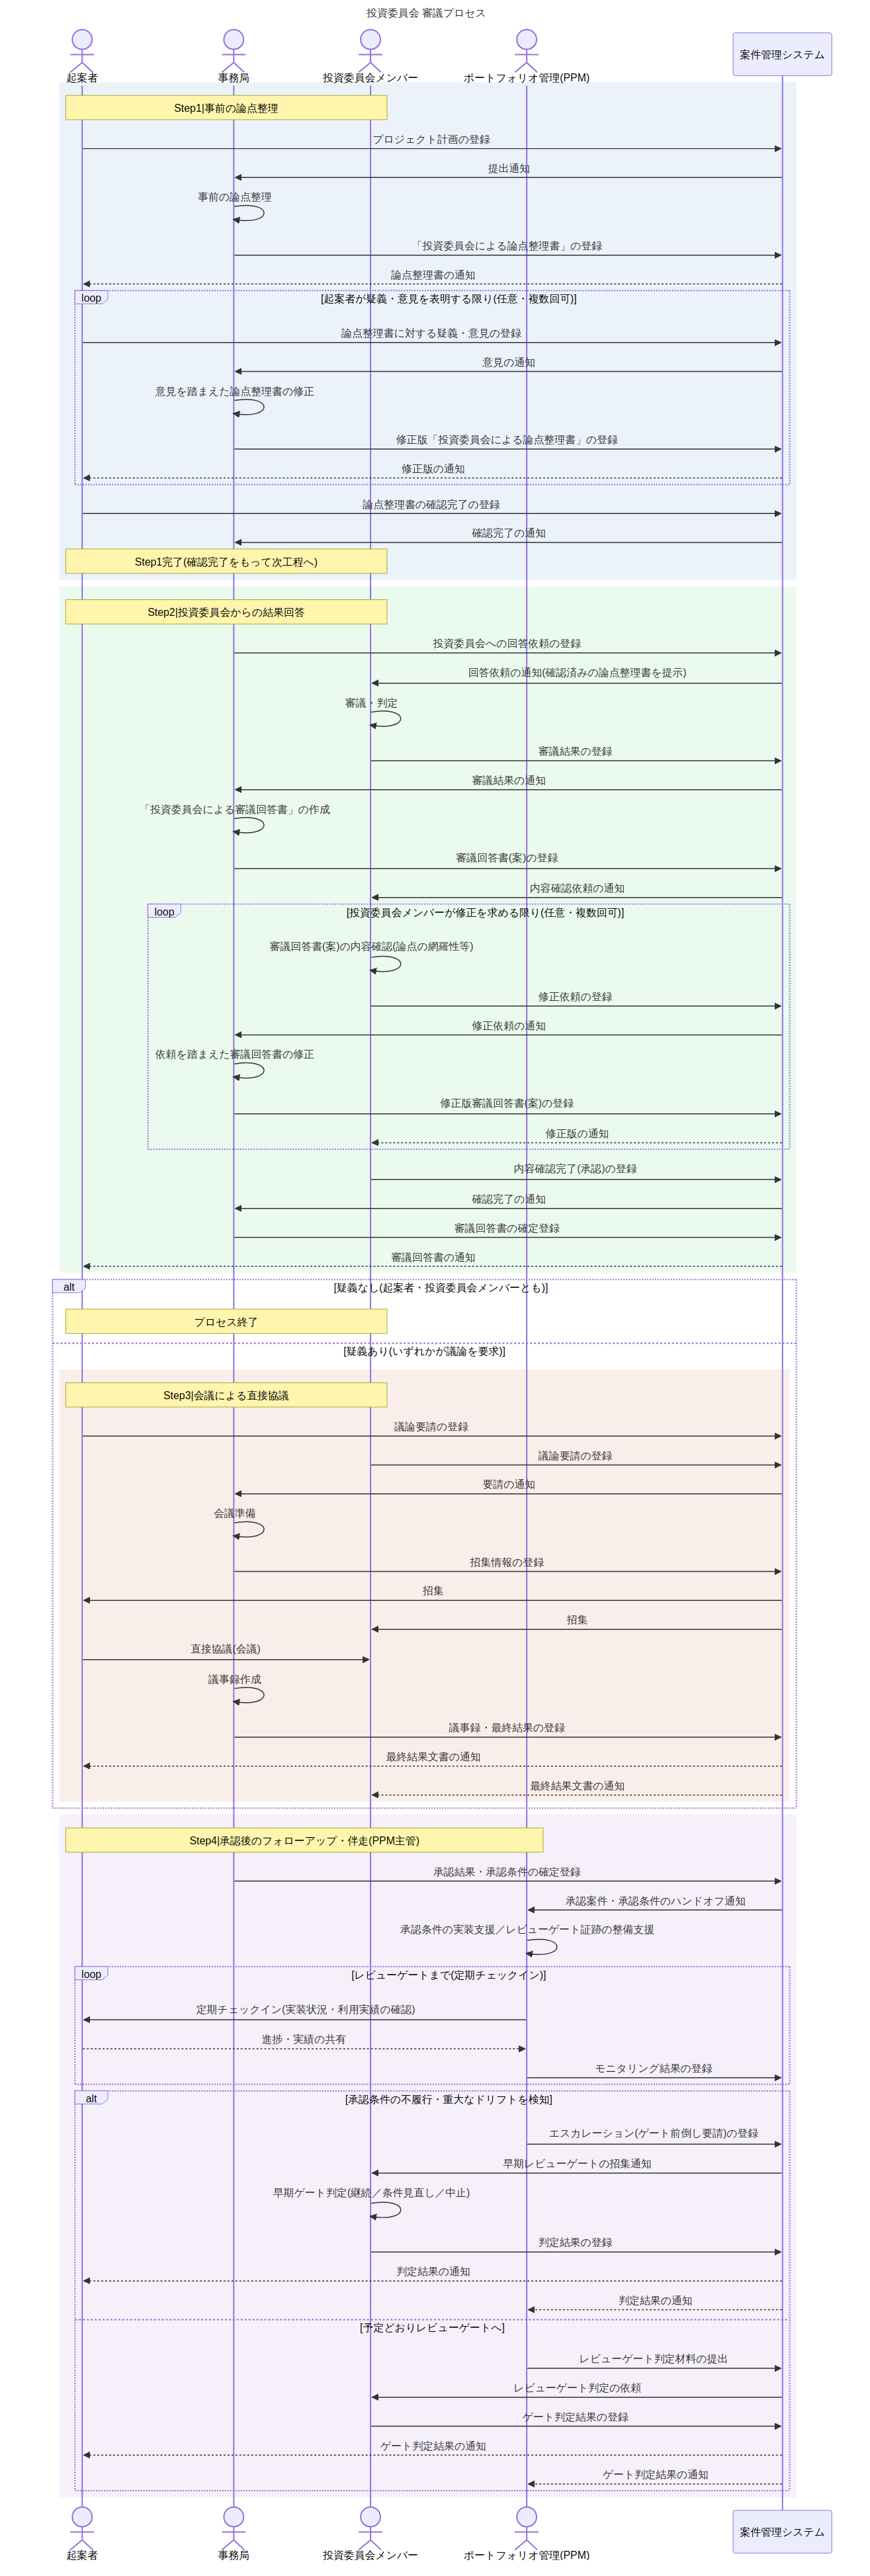 投資委員会 審議プロセス
起案者
事務局
投資委員会メンバー
ポートフォリオ管理(PPM)
案件管理システム
Step1|事前の論点整理
プロジェクト計画の登録
提出通知
事前の論点整理
「投資委員会による論点整理書」の登録
論点整理書の通知
loop
[起案者が疑義・意見を表明する限り(任意・複数回可)]
論点整理書に対する疑義・意見の登録
意見の通知
意見を踏まえた論点整理書の修正
修正版「投資委員会による論点整理書」の登録
修正版の通知
論点整理書の確認完了の登録
確認完了の通知
Step1完了(確認完了をもって次工程へ)
Step2|投資委員会からの結果回答
投資委員会への回答依頼の登録
回答依頼の通知(確認済みの論点整理書を提示)
審議・判定
審議結果の登録
審議結果の通知
「投資委員会による審議回答書」の作成
審議回答書(案)の登録
内容確認依頼の通知
loop
[投資委員会メンバーが修正を求める限り(任意・複数回可)]
審議回答書(案)の内容確認(論点の網羅性等)
修正依頼の登録
修正依頼の通知
依頼を踏まえた審議回答書の修正
修正版審議回答書(案)の登録
修正版の通知
内容確認完了(承認)の登録
確認完了の通知
審議回答書の確定登録
審議回答書の通知
alt
[疑義なし(起案者・投資委員会メンバーとも)]
プロセス終了
[疑義あり(いずれかが議論を要求)]
Step3|会議による直接協議
議論要請の登録
議論要請の登録
要請の通知
会議準備
招集情報の登録
招集
招集
直接協議(会議)
議事録作成
議事録・最終結果の登録
最終結果文書の通知
最終結果文書の通知
Step4|承認後のフォローアップ・伴走(PPM主管)
承認結果・承認条件の確定登録
承認案件・承認条件のハンドオフ通知
承認条件の実装支援／レビューゲート証跡の整備支援
loop
[レビューゲートまで(定期チェックイン)]
定期チェックイン(実装状況・利用実績の確認)
進捗・実績の共有
モニタリング結果の登録
alt
[承認条件の不履行・重大なドリフトを検知]
エスカレーション(ゲート前倒し要請)の登録
早期レビューゲートの招集通知
早期ゲート判定(継続／条件見直し／中止)
判定結果の登録
判定結果の通知
判定結果の通知
[予定どおりレビューゲートへ]
レビューゲート判定材料の提出
レビューゲート判定の依頼
ゲート判定結果の登録
ゲート判定結果の通知
ゲート判定結果の通知
起案者
事務局
投資委員会メンバー
ポートフォリオ管理(PPM)
案件管理システム